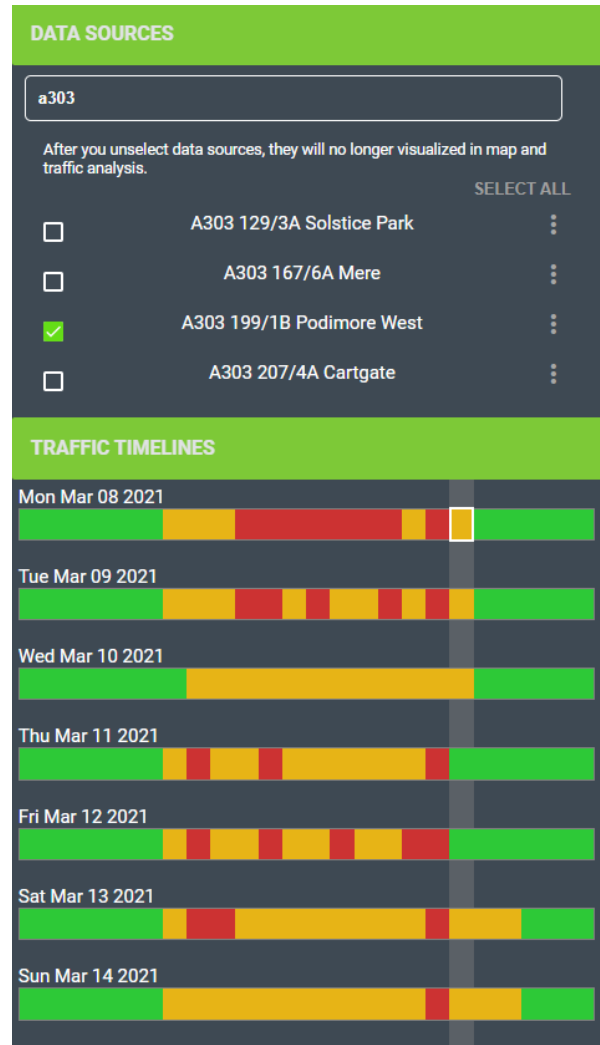 DATA SOURCES
a303
After you unselect data sources, they will no longer visualized in map and
traffic analysis.
SELECT ALL
A303 129/3A Solstice Park
A303 167/6A Mere
A303 199/1B Podimore West
A303 207/4A Cartgate
TRAFFIC TIMELINES
Mon Mar 08 2021
Tue Mar 09 2021
Wed Mar 10 2021
Thu Mar 11 2021
Fri Mar 12 2021
Sat Mar 13 2021
Sun Mar 14 2021